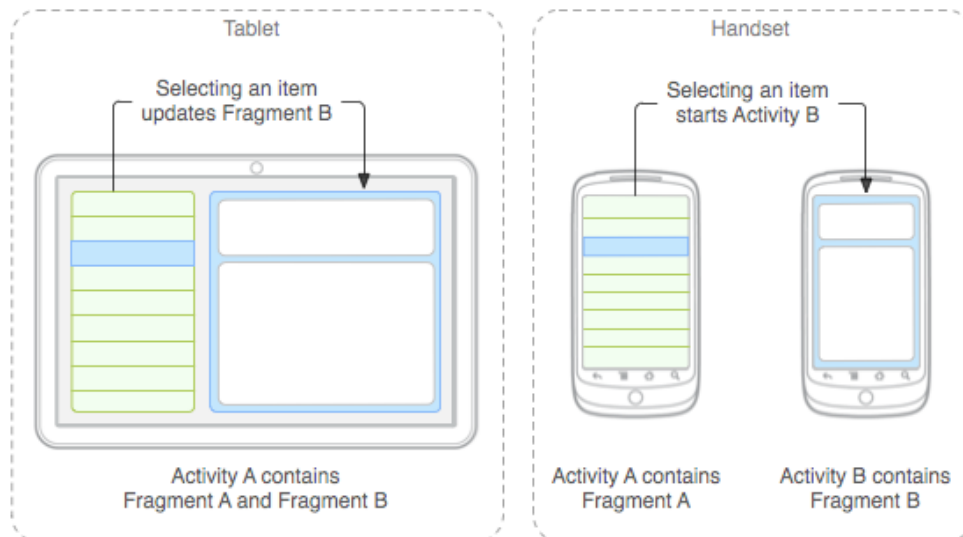 Tablet
Selecting an item
updates Fragment B
Activity A contains
Fragment A and Fragment B
Handset
Selecting an item
starts Activity B
Activity A contains
Fragment A
Activity B contains
Fragment B